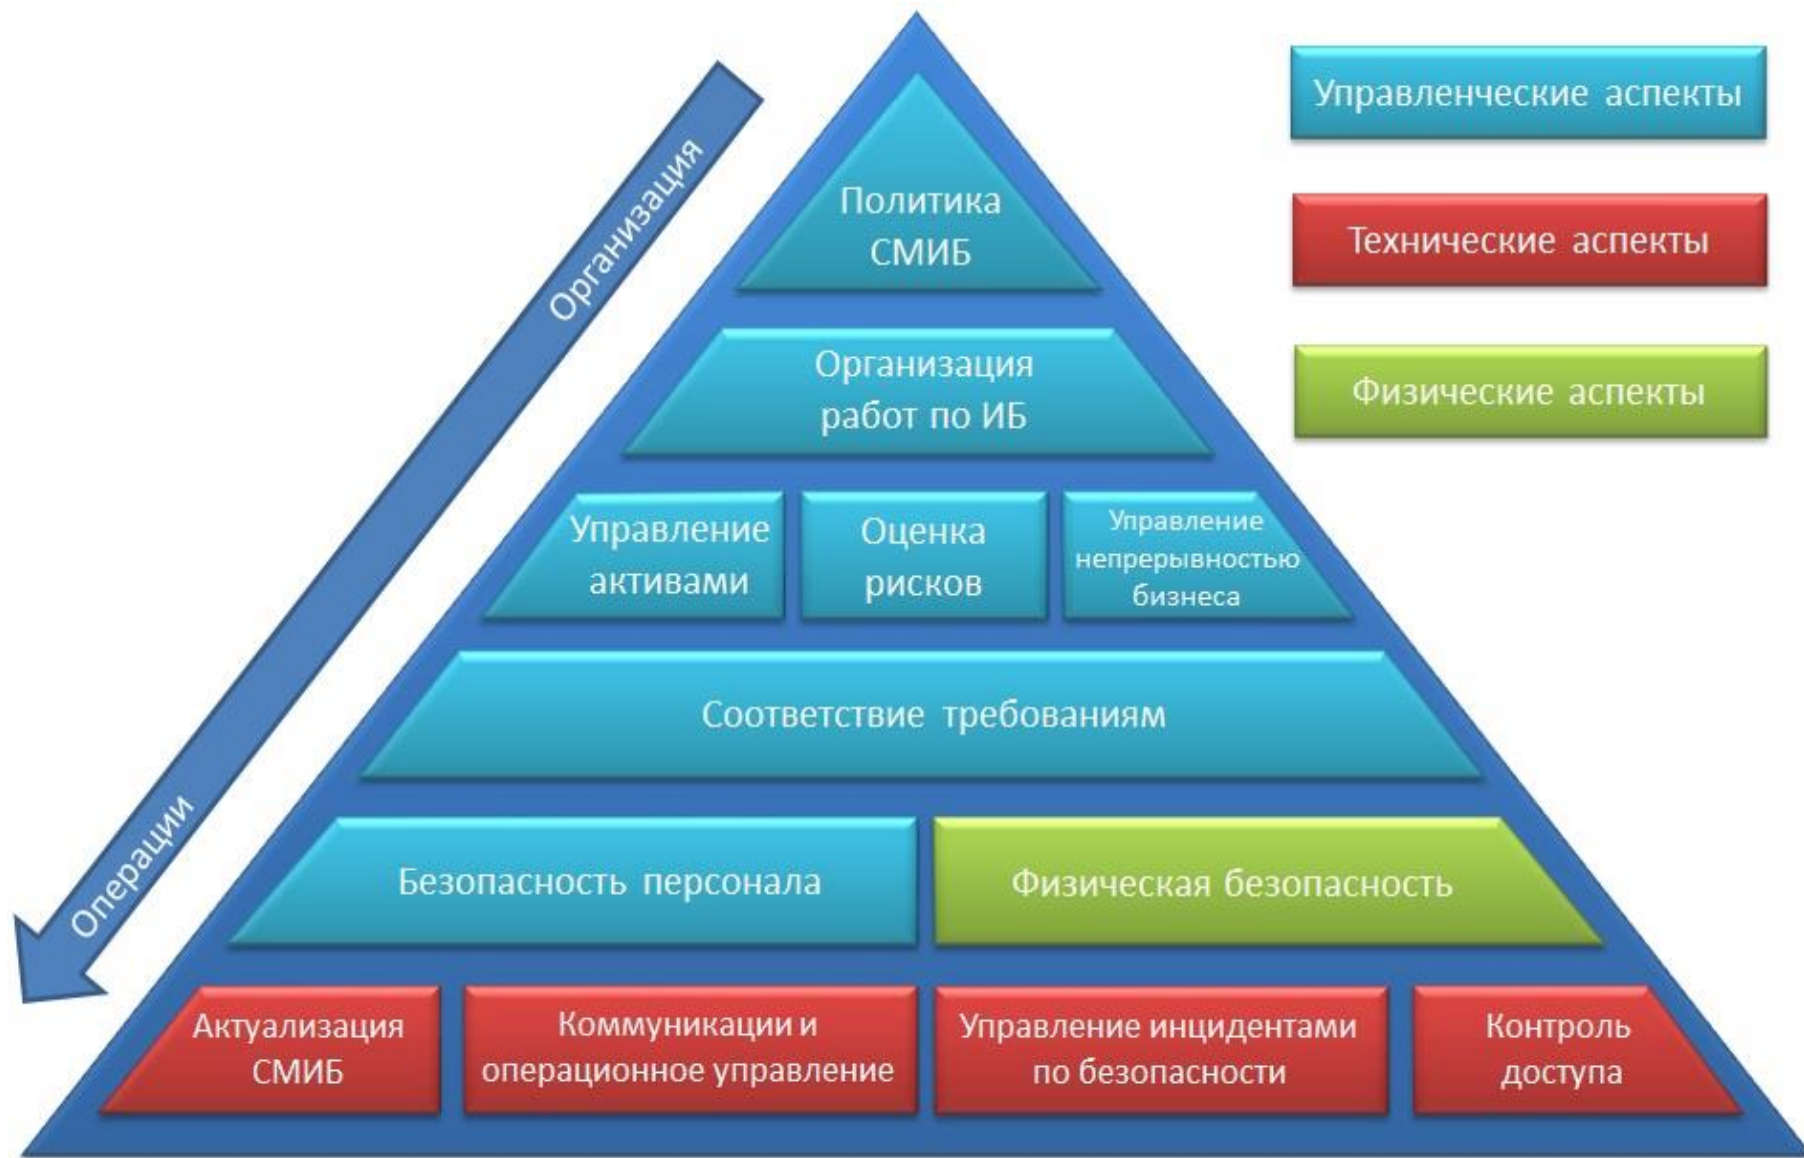 Организация
Операции
Политика
СМИБ
Организация
работ по ИБ
Управление
активами
Оценка
рисков
Управление
непрерывностью
бизнеса
Соответствие требованиям
Безопасность персонала
Физическая безопасность
Актуализация
СМИБ
Коммуникации и
операционное управление
Управление инцидентами
по безопасности
Контроль
доступа
Управленческие аспекты
Технические аспекты
Физические аспекты